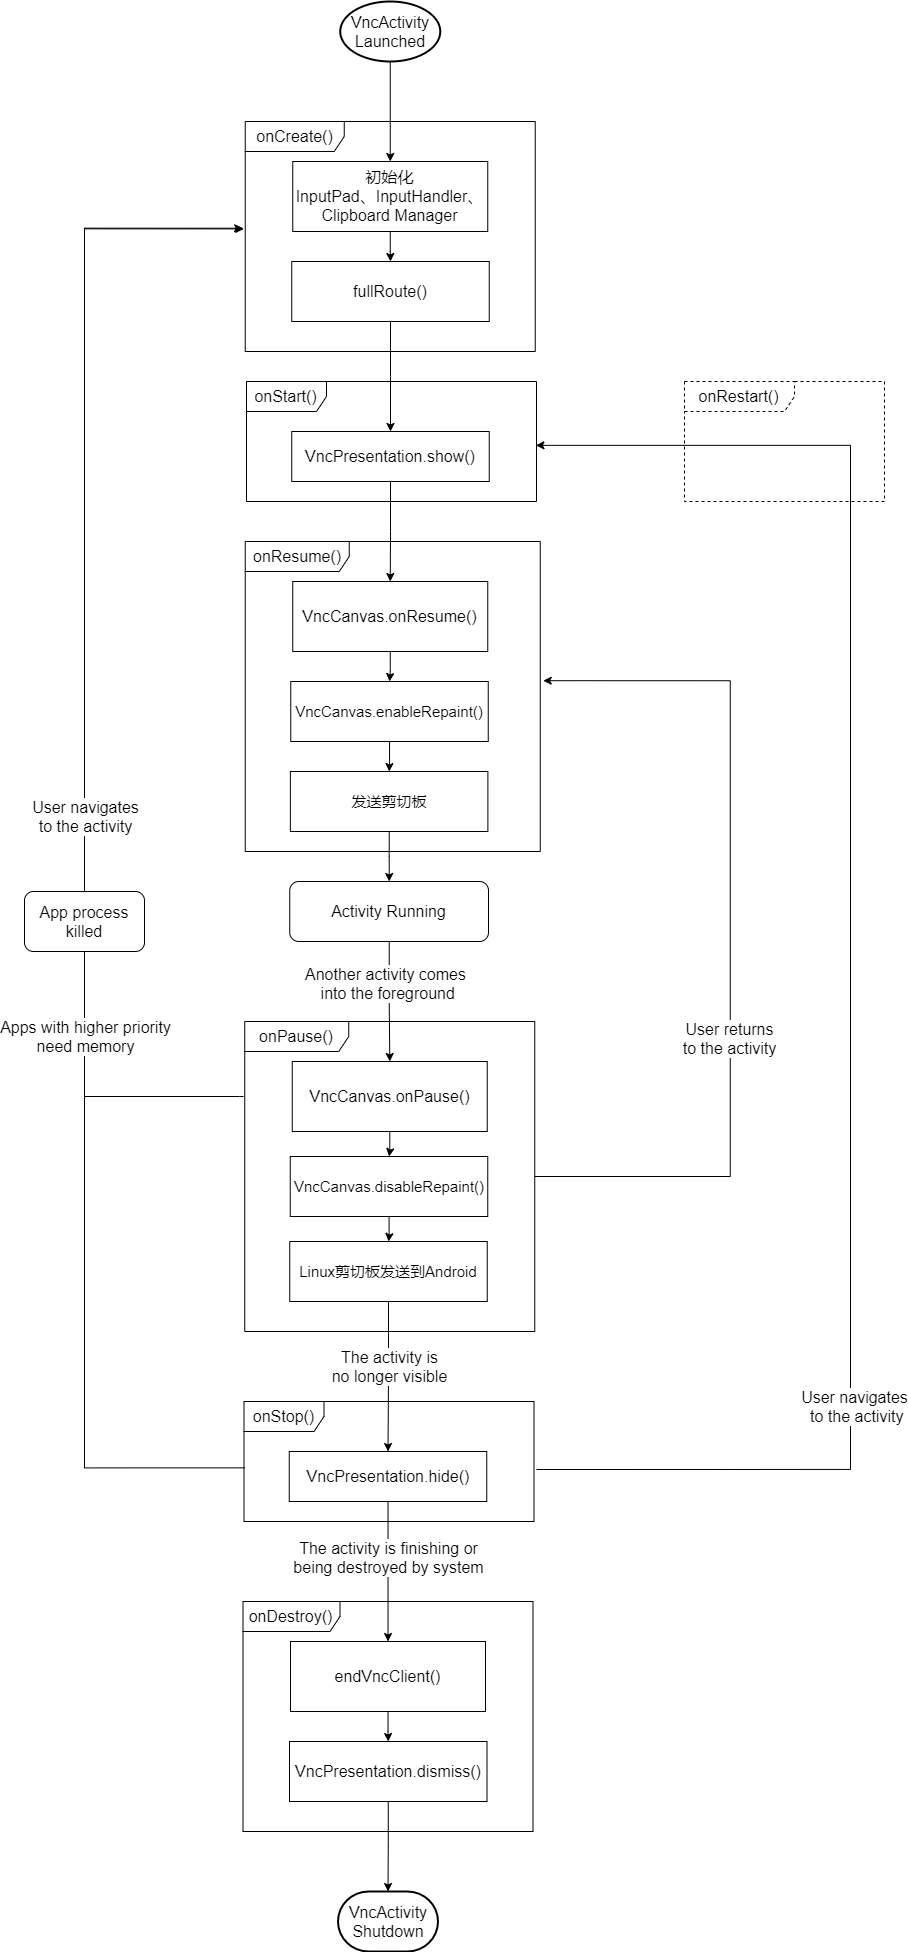 VncActivity
Launched
onCreate()
初始化
InputPad、InputHandler、
Clipboard Manager
fullRoute()
onStart()
VncPresentation.show()
onRestart()
onResume()
VncCanvas.onResume()
VncCanvas.enableRepaint()
发送剪切板
User navigates
to the activity
App process
killed
Activity Running
Another activity comes
into the foreground
Apps with higher priority
need memory
onPause()
VncCanvas.onPause()
User returns
to the activity
VncCanvas.disableRepaint()
Linux剪切板发送到Android
The activity is
no longer visible
User navigates
to the activity
onStop()
VncPresentation.hide()
The activity is finishing or
being destroyed by system
onDestroy()
endVncClient()
VncPresentation.dismiss()
VncActivity
Shutdown